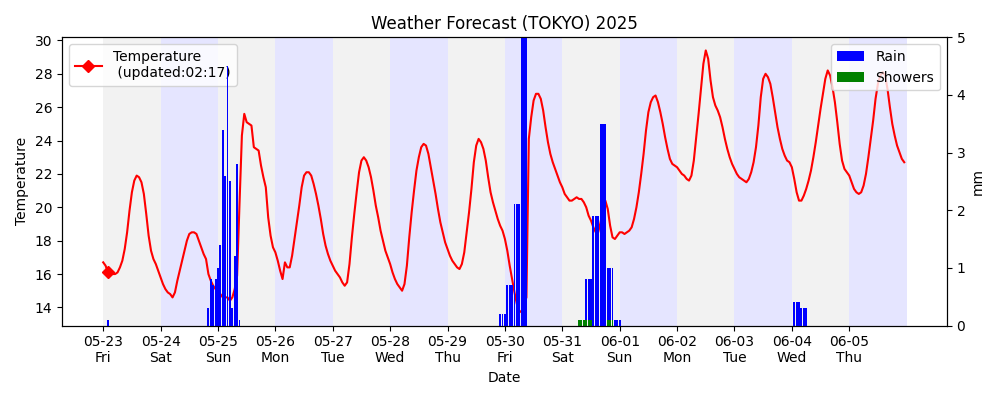 Weather Forecast (TOKYO) 2025
Temperature
(updated:02:17)
Rain
Showers
30
28
26
24
22
20
18
16
14
Temperature
5
4
3
2
1
0
mm
05-23 05-24 05-25 05-26 05-27 05-28 05-29 05-30 05-31 06-01 06-02 06-03 06-04 06-05
Fri Sat Sun Mon Tue Wed Thu Fri Sat Sun Mon Tue Wed Thu
Date